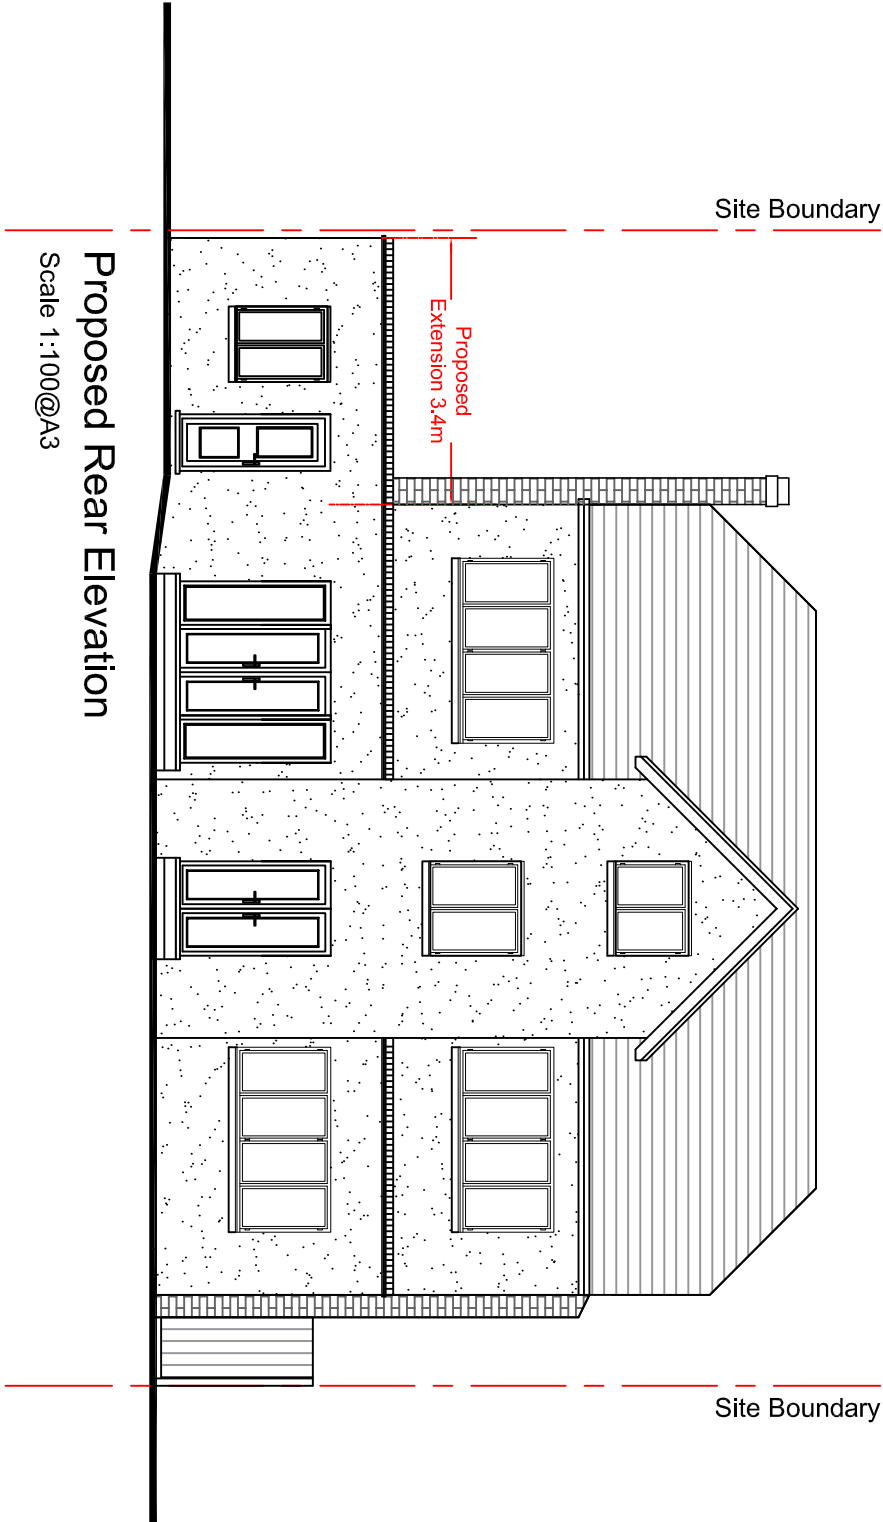 Site Boundary
Proposed
Extension 3.4m
Proposed Rear Elevation
Scale 1:100@A3
Site Boundary